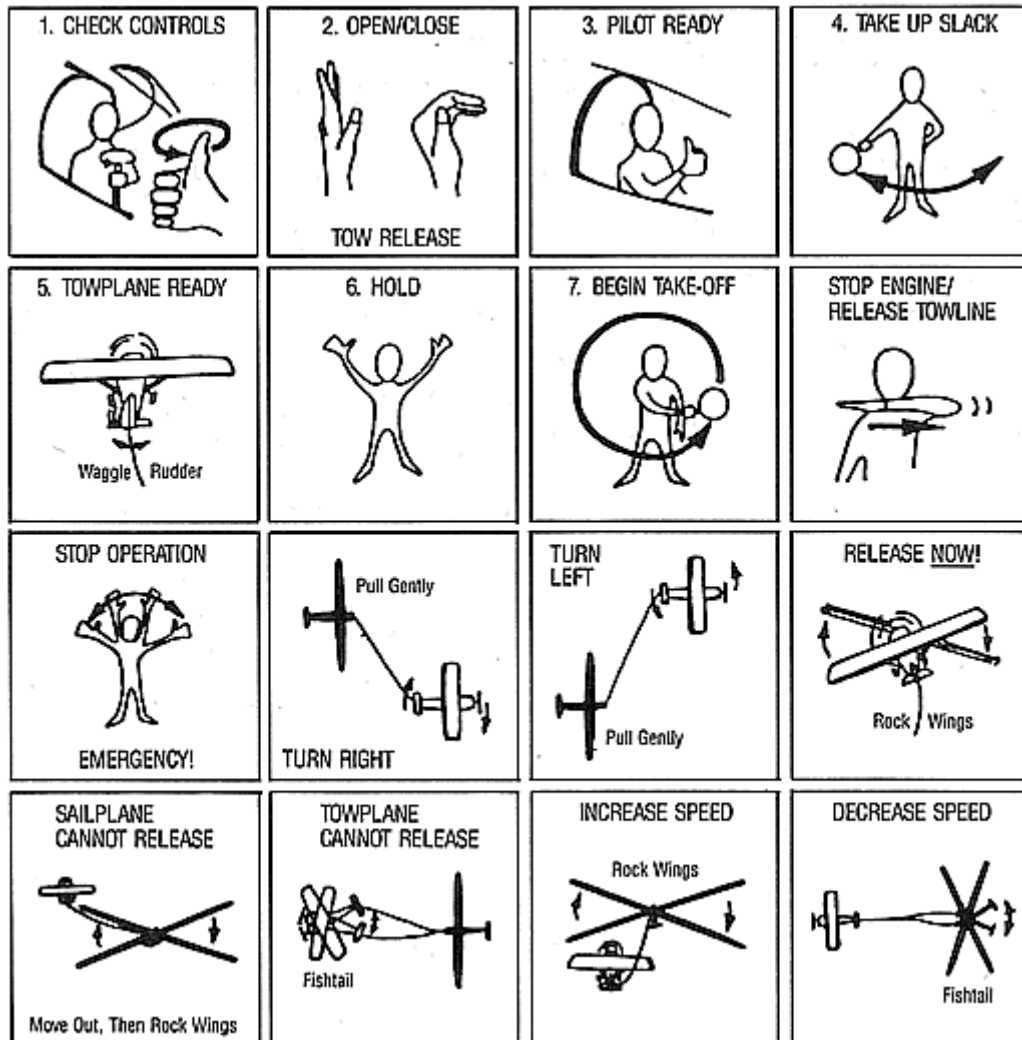 1. CHECK CONTROLS
2. OPEN/CLOSE
TOW RELEASE
3. PILOT READY
4. TAKE UP SLACK
5. TOWPLANE READY
Waggle Rudder
6. HOLD
7. BEGIN TAKE-OFF
STOP ENGINE/
RELEASE TOWLINE
STOP OPERATION
EMERGENCY!
Pull Gently
TURN RIGHT
TURN
LEFT
Pull Gently
RELEASE NOW!
Rock Wings
SAILPLANE
CANNOT RELEASE
Move Out, Then Rock Wings
TOWPLANE
CANNOT RELEASE
Fishtail
INCREASE SPEED
Rock Wings
DECREASE SPEED
Fishtail